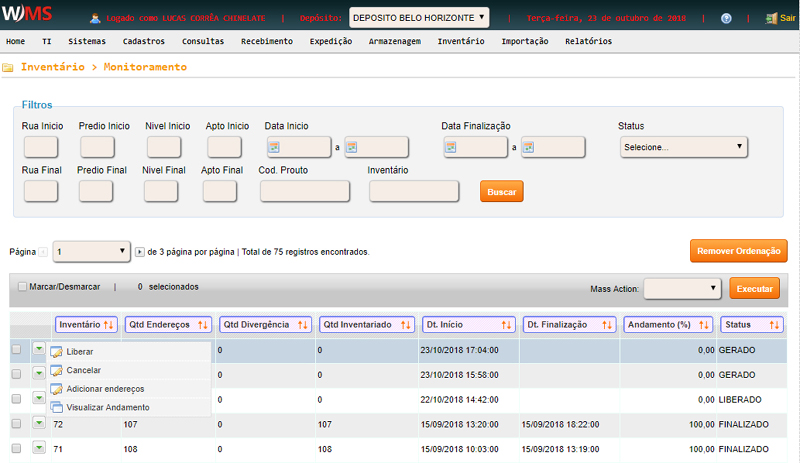 W/MS Logado como LUCAS CORRÊA CHINELATE | Depósito: DEPOSITO BELO HORIZONTE | Terça-feira, 23 de outubro de 2018 | | Sair
Home TI Sistemas Cadastros Consultas Recebimento Expedição Armazenagem Inventário Importação Relatórios
Inventário > Monitoramento
Filtros
Rua Inicio Predio Inicio Nivel Inicio Apto Inicio Data Inicio Data Finalização Status
a a Selecione...
Rua Final Predio Final Nivel Final Apto Final Cod. Prouto Inventário
Buscar
Página 1 de 3 página por página | Total de 75 registros encontrados. Remover Ordenação
Marcar/Desmarcar | 0 selecionados Mass Action: Executar
Inventário Qtd Endereços Qtd Divergência Qtd Inventariado Dt. Início Dt. Finalização Andamento (%) Status
Liberar 0 0 23/10/2018 17:04:00 0,00 GERADO
Cancelar 0 0 23/10/2018 15:58:00 0,00 GERADO
Adicionar endereços
0 0 22/10/2018 14:42:00 0,00 LIBERADO
Visualizar Andamento
72 107 0 107 15/09/2018 13:20:00 15/09/2018 18:22:00 100,00 FINALIZADO
71 108 0 108 15/09/2018 10:03:00 15/09/2018 13:19:00 100,00 FINALIZADO